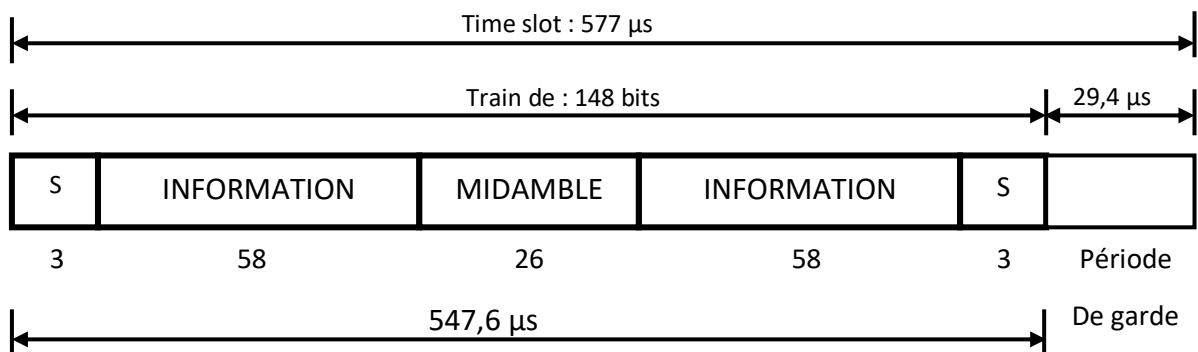 Time slot : 577 µs
Train de : 148 bits
29,4 µs
S INFORMATION MIDAMBLE INFORMATION S
3 58 26 58 3 Période
De garde
547,6 µs